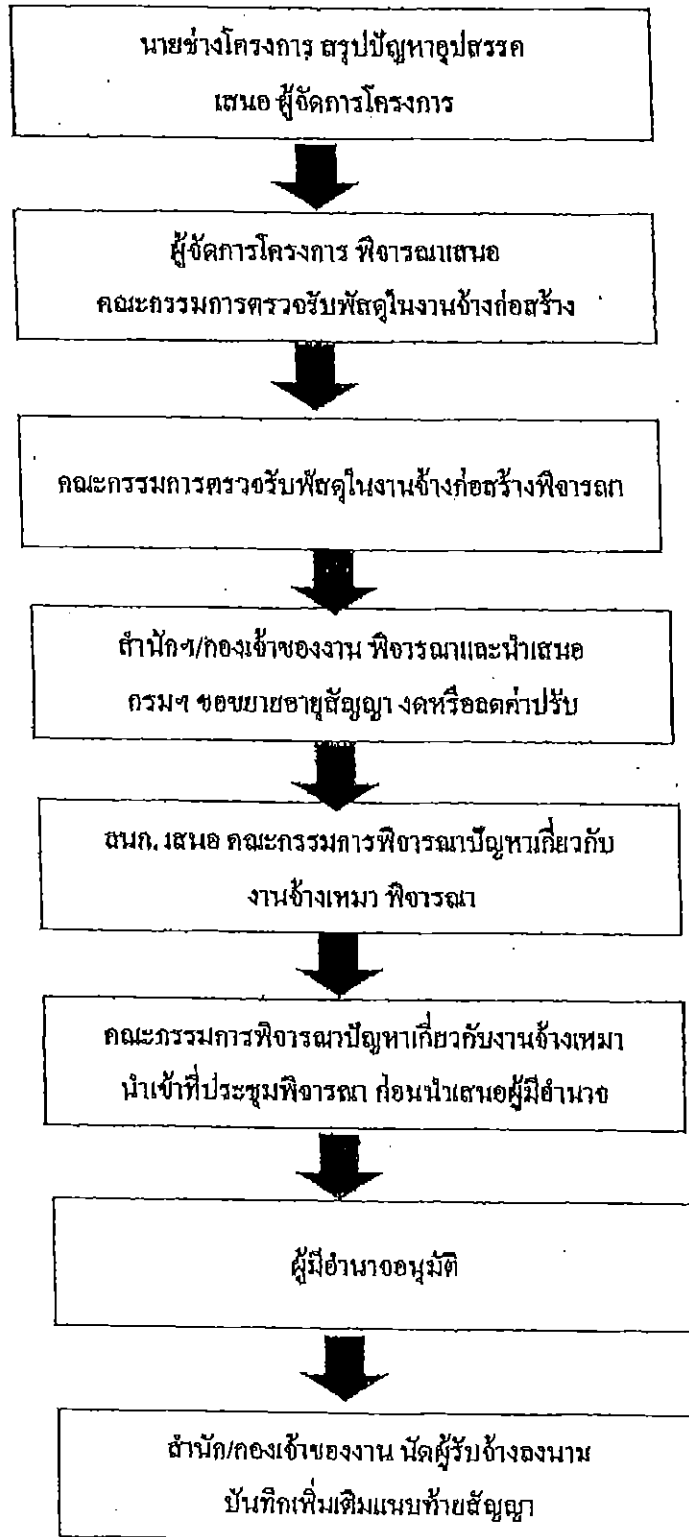 นายช่างโครงการ สรุปปัญหาอุปสรรค
เสนอ ผู้จัดการโครงการ
ผู้จัดการโครงการ พิจารณาเสนอ
คณะกรรมการตรวจรับพัสดุในงานจ้างก่อสร้าง
คณะกรรมการตรวจรับพัสดุในงานจ้างก่อสร้างพิจารณา
สำนักฯ/กองเจ้าของงาน พิจารณาและนำเสนอ
กรมฯ ขอขยายอายุสัญญา งดหรือลดค่าปรับ
สนก. เสนอ คณะกรรมการพิจารณาปัญหาเกี่ยวกับ
งานจ้างเหมา พิจารณา
คณะกรรมการพิจารณาปัญหาเกี่ยวกับงานจ้างเหมา
นำเข้าที่ประชุมพิจารณา ก่อนนำเสนอผู้มีอำนาจ
ผู้มีอำนาจอนุมัติ
สำนัก/กองเจ้าของงาน นัดผู้รับจ้างลงนาม
บันทึกเพิ่มเติมแนบท้ายสัญญา